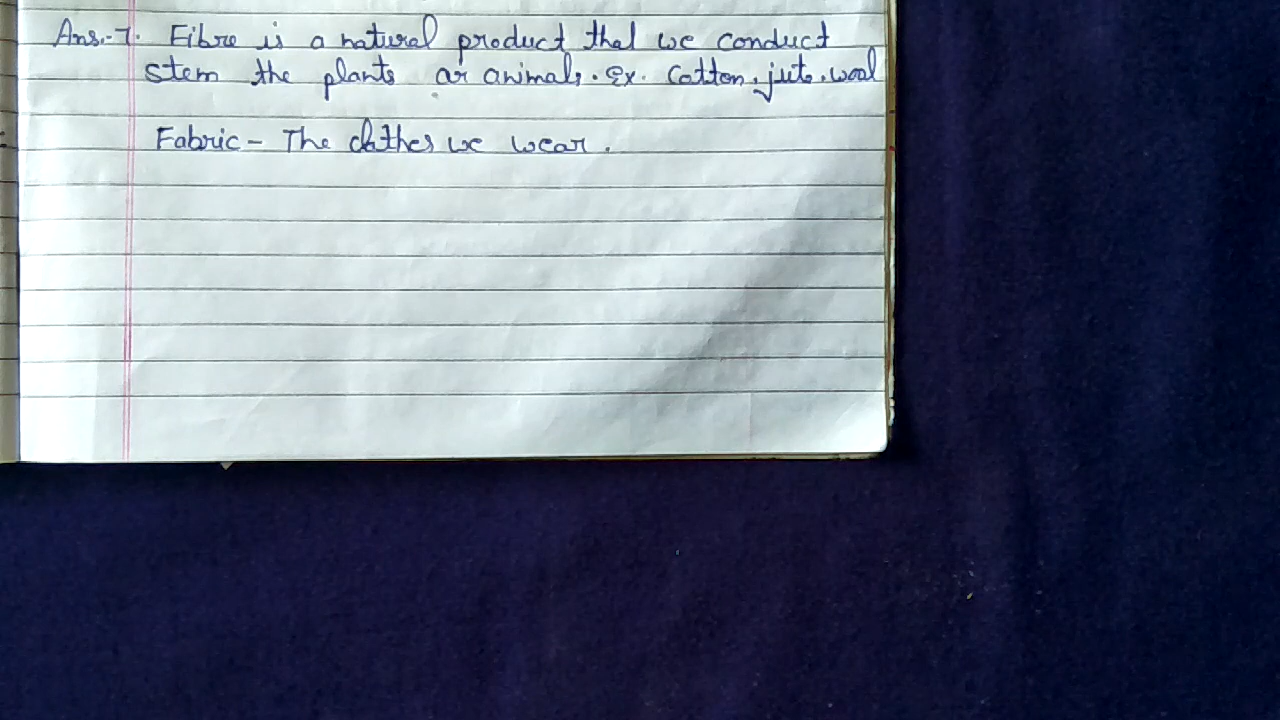 Ans.-7. Fibre is a natural product that we conduct
stem the plants or animals. Ex. Cotton, jute, wool
Fabric - The clothes we wear.